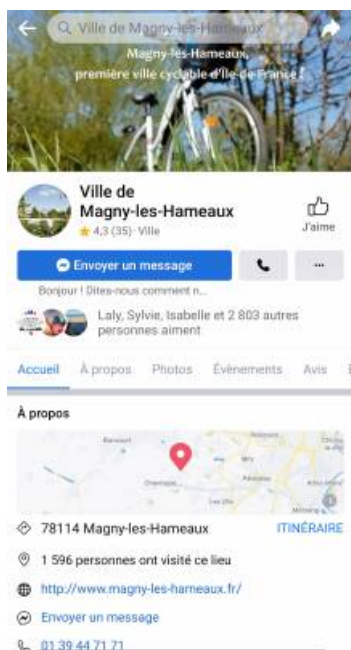 Ville de Magny-les-Hameaux
Magny-les-Hameaux,
première ville cyclable d'Ile-de-France !
Ville de
Magny-les-Hameaux
4,3 (35) · Ville
J'aime
Envoyer un message
Bonjour ! Dites-nous comment n...
Laly, Sylvie, Isabelle et 2 803 autres
personnes aiment
Accueil
À propos
Photos
Évènements
Avis
À propos
78114 Magny-les-Hameaux
ITINÉRAIRE
1 596 personnes ont visité ce lieu
http://www.magny-les-hameaux.fr/
Envoyer un message
01 39 44 71 71